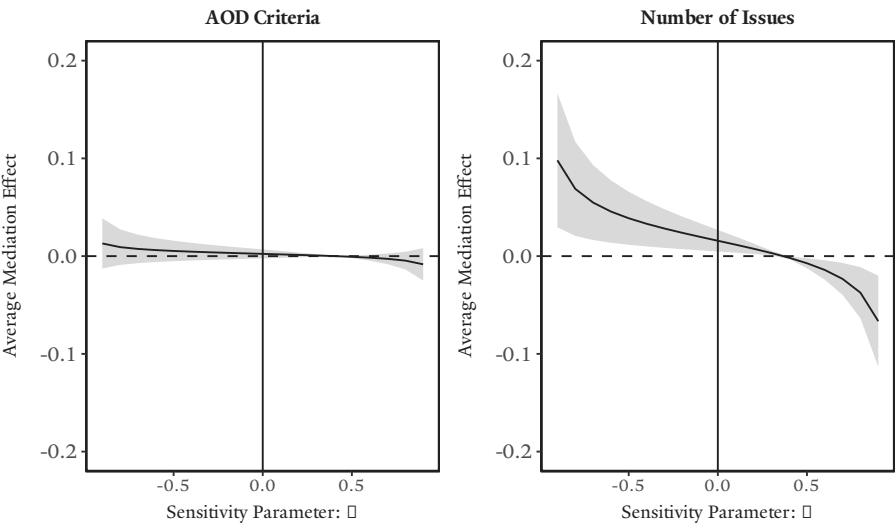 AOD Criteria
Number of Issues
Average Mediation Effect
0.2
0.1
0.0
-0.1
-0.2
-0.5 0.0 0.5
Sensitivity Parameter: □
Average Mediation Effect
0.2
0.1
0.0
-0.1
-0.2
-0.5 0.0 0.5
Sensitivity Parameter: □